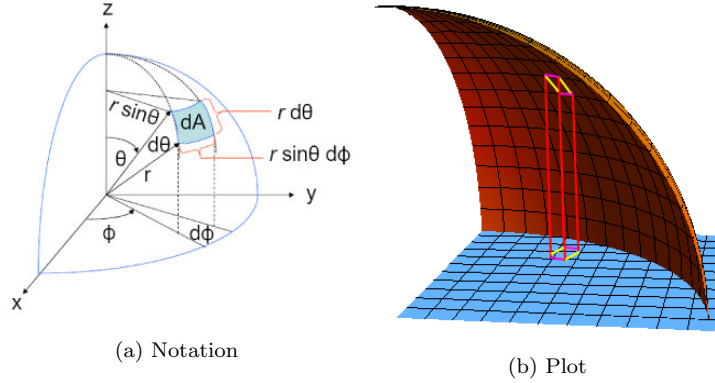 z
r sinθ
dA
r dθ
θ
dθ
r sinθ dϕ
r
y
ϕ
dϕ
x
(a) Notation
(b) Plot